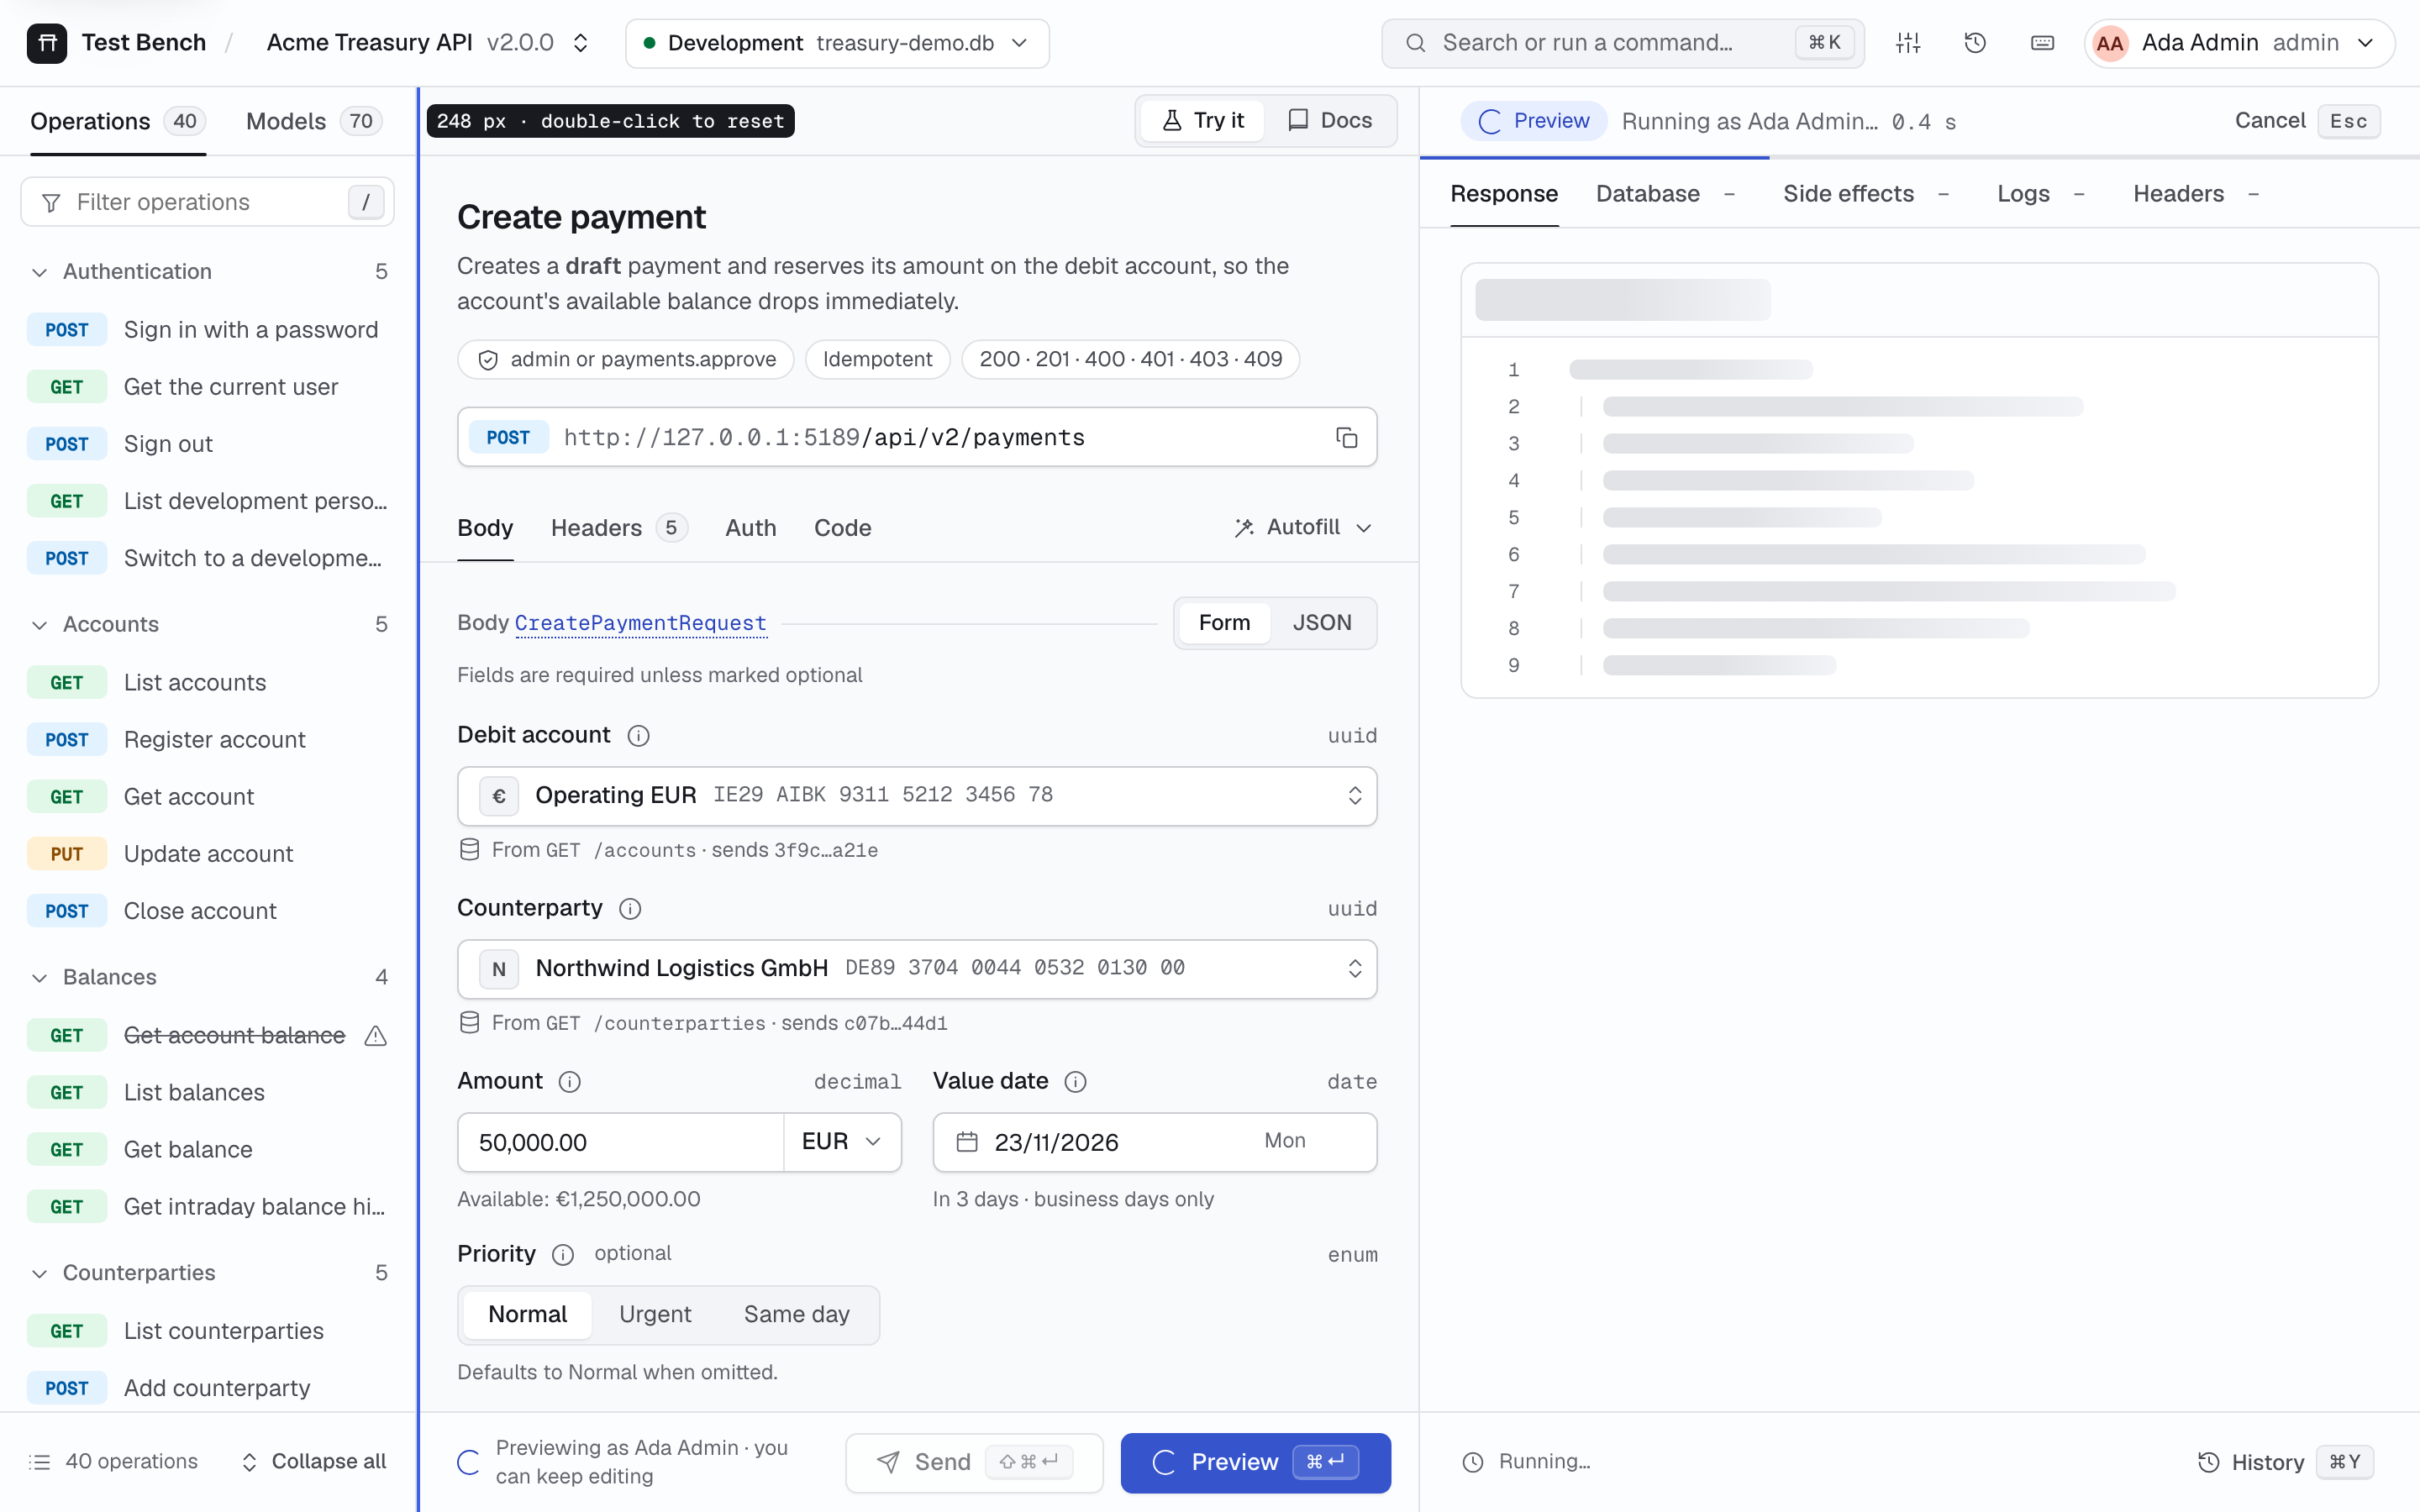 Test Bench / Acme Treasury API v2.0.0
Development treasury-demo.db
Search or run a command... ⌘K
AA Ada Admin admin
Operations 40 Models 70
Filter operations /
Authentication 5
POST Sign in with a password
GET Get the current user
POST Sign out
GET List development perso...
POST Switch to a developme...
Accounts 5
GET List accounts
POST Register account
GET Get account
PUT Update account
POST Close account
Balances 4
GET Get account balance
GET List balances
GET Get balance
GET Get intraday balance hi...
Counterparties 5
GET List counterparties
POST Add counterparty
40 operations Collapse all
248 px · double-click to reset
Try it Docs
Create payment
Creates a draft payment and reserves its amount on the debit account, so the
account's available balance drops immediately.
admin or payments.approve Idempotent 200 · 201 · 400 · 401 · 403 · 409
POST http://127.0.0.1:5189/api/v2/payments
Body Headers 5 Auth Code Autofill
Body CreatePaymentRequest Form JSON
Fields are required unless marked optional
Debit account uuid
€ Operating EUR IE29 AIBK 9311 5212 3456 78
From GET /accounts · sends 3f9c…a21e
Counterparty uuid
N Northwind Logistics GmbH DE89 3704 0044 0532 0130 00
From GET /counterparties · sends c07b…44d1
Amount decimal Value date date
50,000.00 EUR 23/11/2026 Mon
Available: €1,250,000.00 In 3 days · business days only
Priority optional enum
Normal Urgent Same day
Defaults to Normal when omitted.
Previewing as Ada Admin · you
can keep editing
Send ⇧⌘↵ Preview ⌘↵
Preview Running as Ada Admin... 0.4 s Cancel Esc
Response Database – Side effects – Logs – Headers –
1
2
3
4
5
6
7
8
9
Running... History ⌘Y